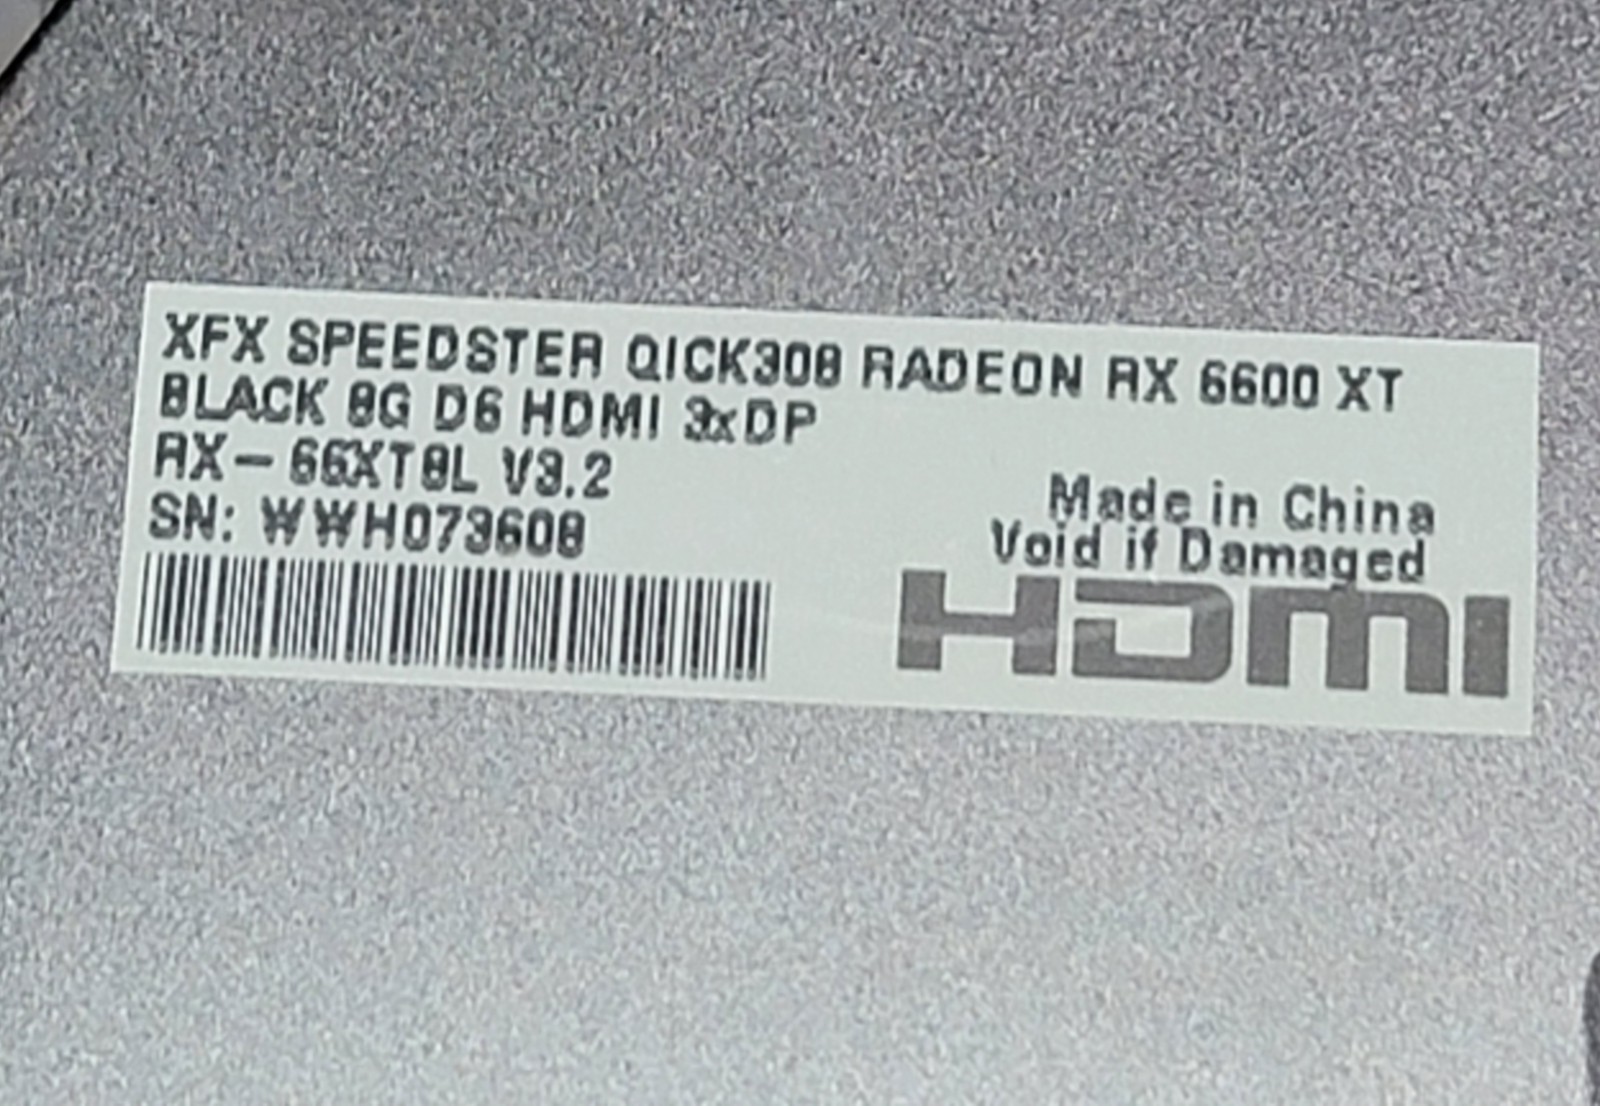 XFX SPEEDSTER QICK308 RADEON RX 6600 XT
BLACK 8G D6 HDMI 3xDP
RX-66XT8L V3.2
SN: WWH073608
Made in China
Void if Damaged
HDMI